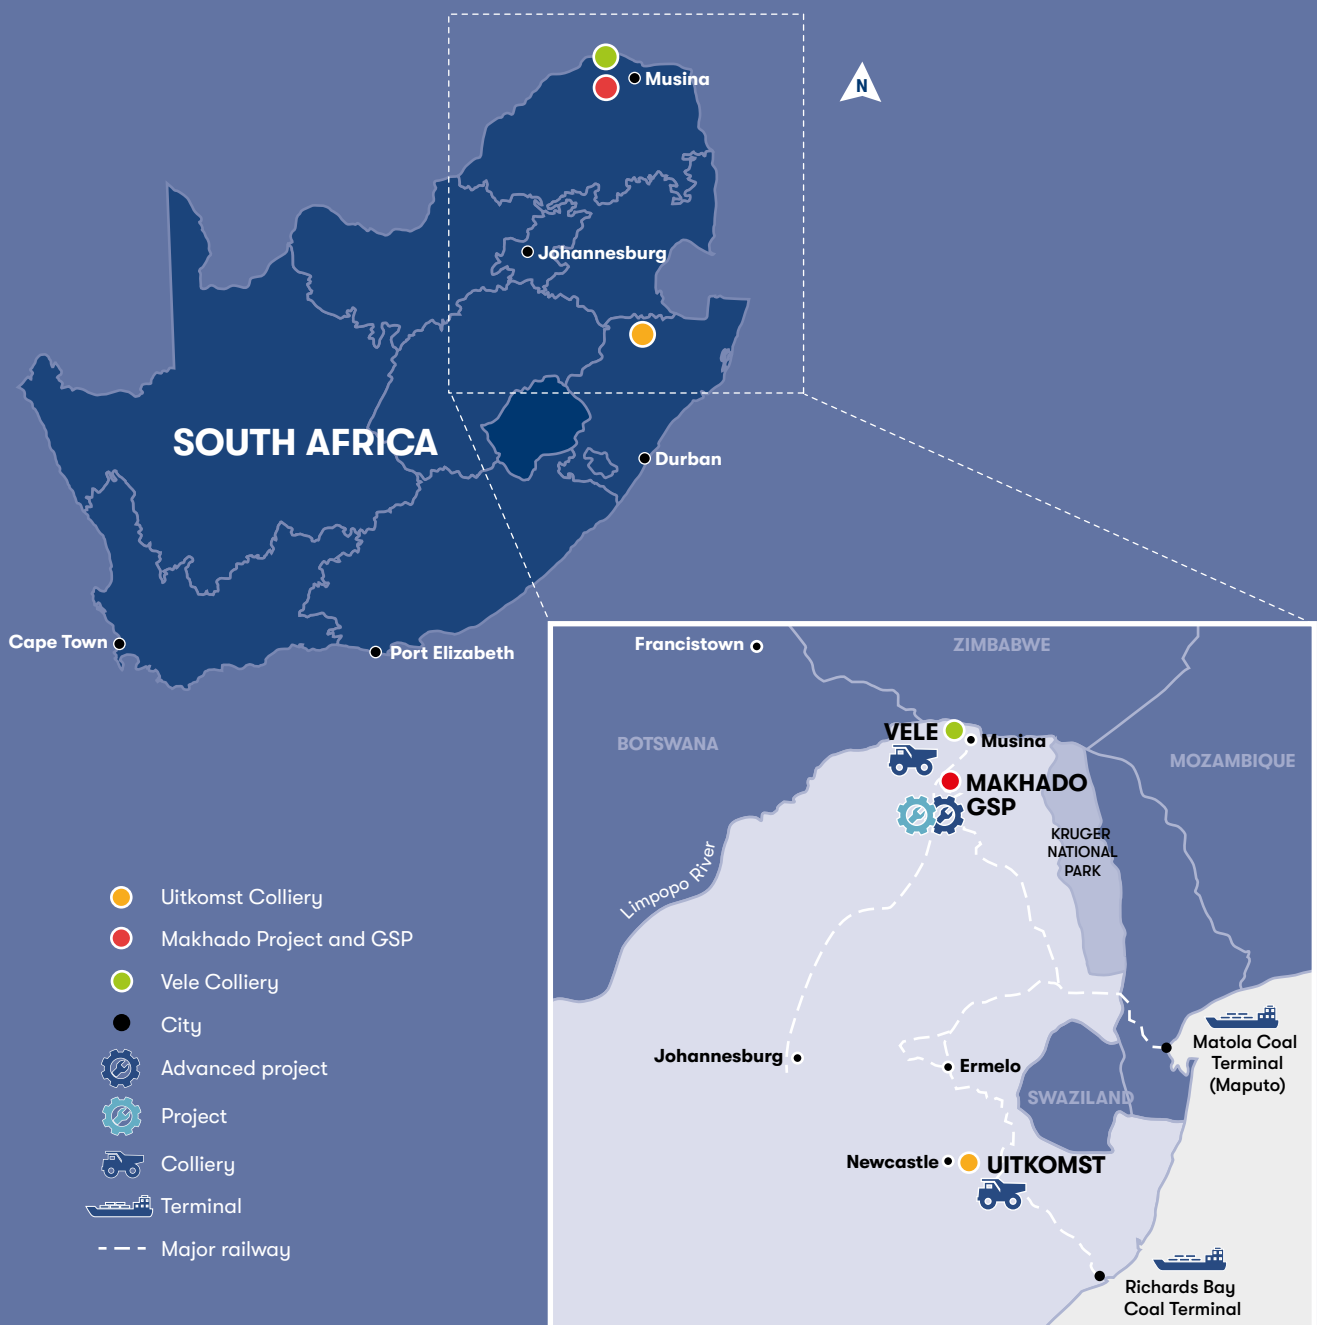 Musina
N
Johannesburg
SOUTH AFRICA
Durban
Cape Town
Port Elizabeth
Francistown
ZIMBABWE
BOTSWANA
VELE
Musina
MOZAMBIQUE
MAKHADO
GSP
KRUGER
NATIONAL
PARK
Limpopo River
Johannesburg
Ermelo
Matola Coal
Terminal
(Maputo)
SWAZILAND
Newcastle
UITKOMST
Richards Bay
Coal Terminal
Uitkomst Colliery
Makhado Project and GSP
Vele Colliery
City
Advanced project
Project
Colliery
Terminal
Major railway